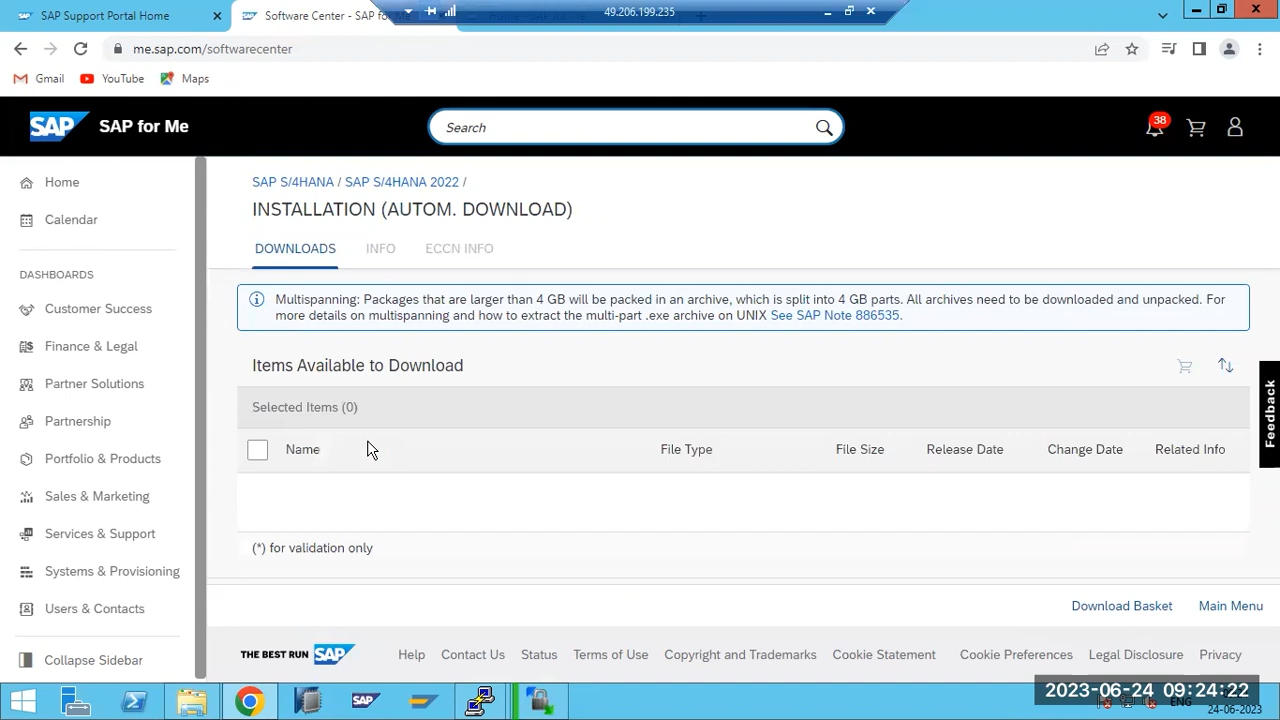 SAP Support Portal Home
Software Center - SAP for Me
49.206.199.235
me.sap.com/softwarecenter
Gmail
YouTube
Maps
SAP
SAP for Me
Search
38
Home
Calendar
DASHBOARDS
Customer Success
Finance & Legal
Partner Solutions
Partnership
Portfolio & Products
Sales & Marketing
Services & Support
Systems & Provisioning
Users & Contacts
Collapse Sidebar
SAP S/4HANA / SAP S/4HANA 2022 /
INSTALLATION (AUTOM. DOWNLOAD)
DOWNLOADS INFO ECCN INFO
Multispanning: Packages that are larger than 4 GB will be packed in an archive, which is split into 4 GB parts. All archives need to be downloaded and unpacked. For
more details on multispanning and how to extract the multi-part .exe archive on UNIX See SAP Note 886535.
Items Available to Download
Selected Items (0)
Name File Type File Size Release Date Change Date Related Info
(*) for validation only
Download Basket Main Menu
Feedback
THE BEST RUN SAP
Help Contact Us Status Terms of Use Copyright and Trademarks Cookie Statement Cookie Preferences Legal Disclosure Privacy
SAP
2023-06-24 09:24:22
ENG
24-06-2023